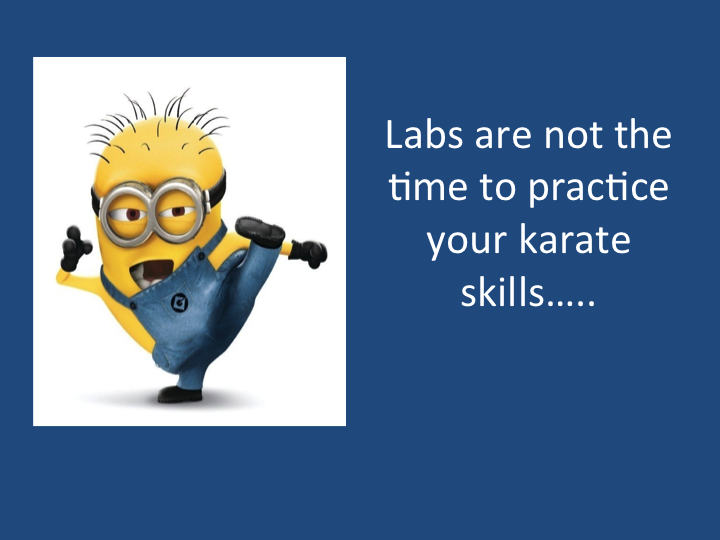 Labs are not the
time to practice
your karate
skills…..